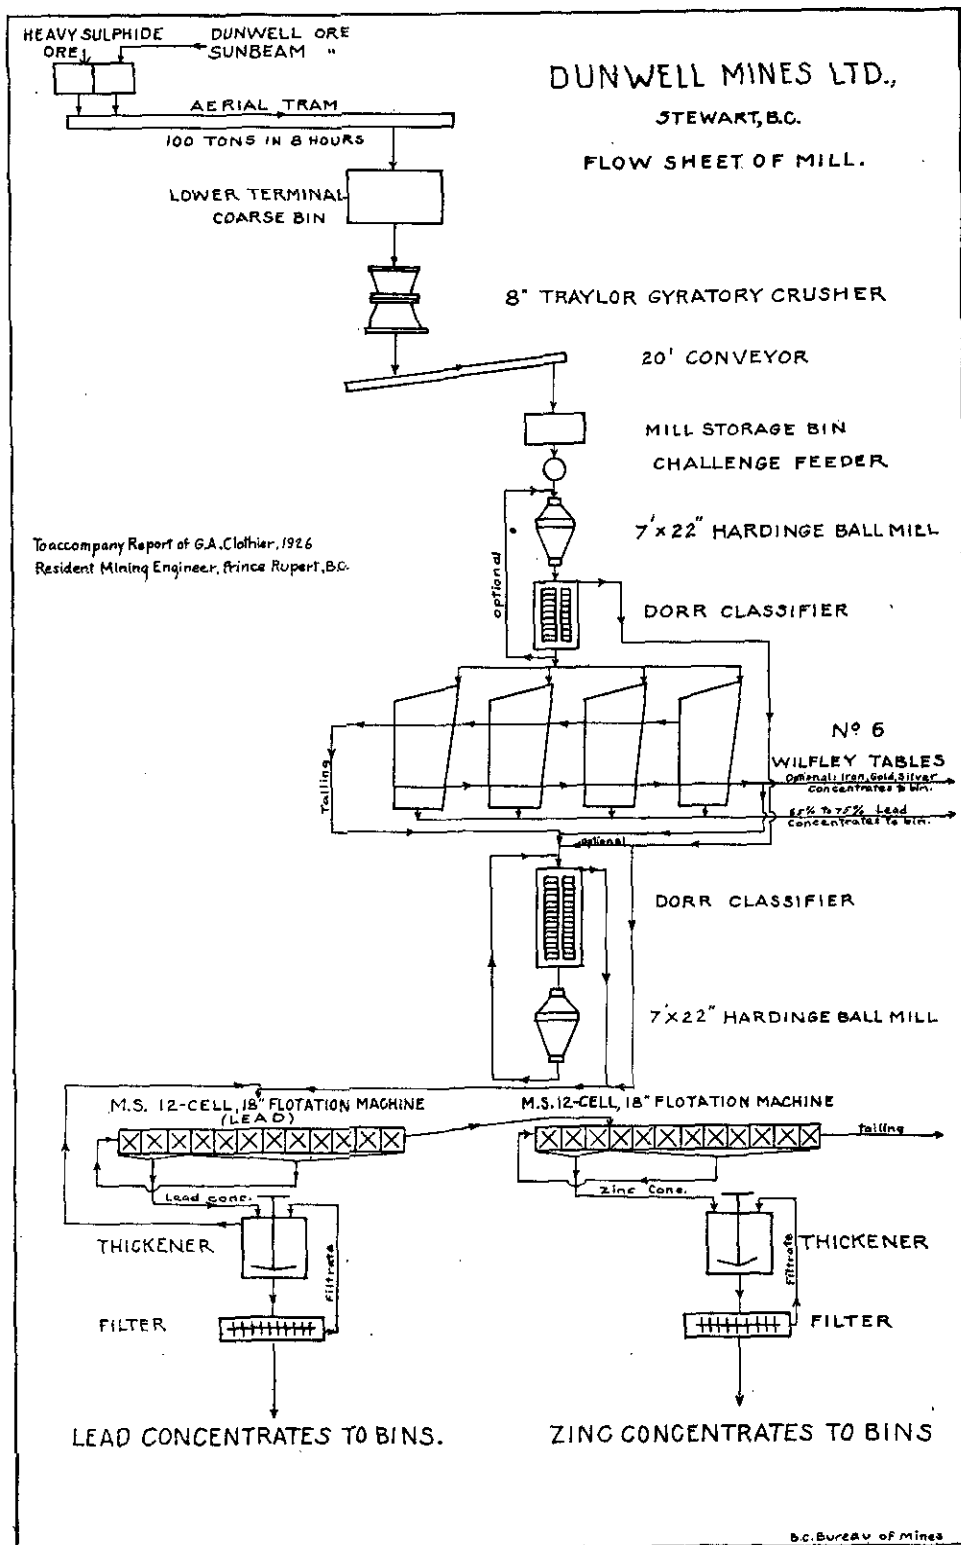 HEAVY SULPHIDE
ORE
DUNWELL ORE
SUNBEAM "
DUNWELL MINES LTD.,
STEWART, B.C.
FLOW SHEET OF MILL.
AERIAL TRAM
100 TONS IN 8 HOURS
LOWER TERMINAL
COARSE BIN
8" TRAYLOR GYRATORY CRUSHER
20' CONVEYOR
MILL STORAGE BIN
CHALLENGE FEEDER
7'X22" HARDINGE BALL MILL
To accompany Report of G.A. Clothier, 1926
Resident Mining Engineer, Prince Rupert, B.C.
optional
DORR CLASSIFIER
Nº 6
WILFLEY TABLES
Optional: Iron, Gold, Silver
Concentrates to bin.
65% to 75% Lead
Concentrates to bin.
Tailing
optional
DORR CLASSIFIER
7'X22" HARDINGE BALL MILL
M.S. 12-CELL, 18" FLOTATION MACHINE
(LEAD)
M.S. 12-CELL, 18" FLOTATION MACHINE
tailing
Lead conc.
Zinc Conc.
THICKENER
Filtrate
THICKENER
Filtrate
FILTER
FILTER
LEAD CONCENTRATES TO BINS.
ZINC CONCENTRATES TO BINS
B.C. Bureau of Mines